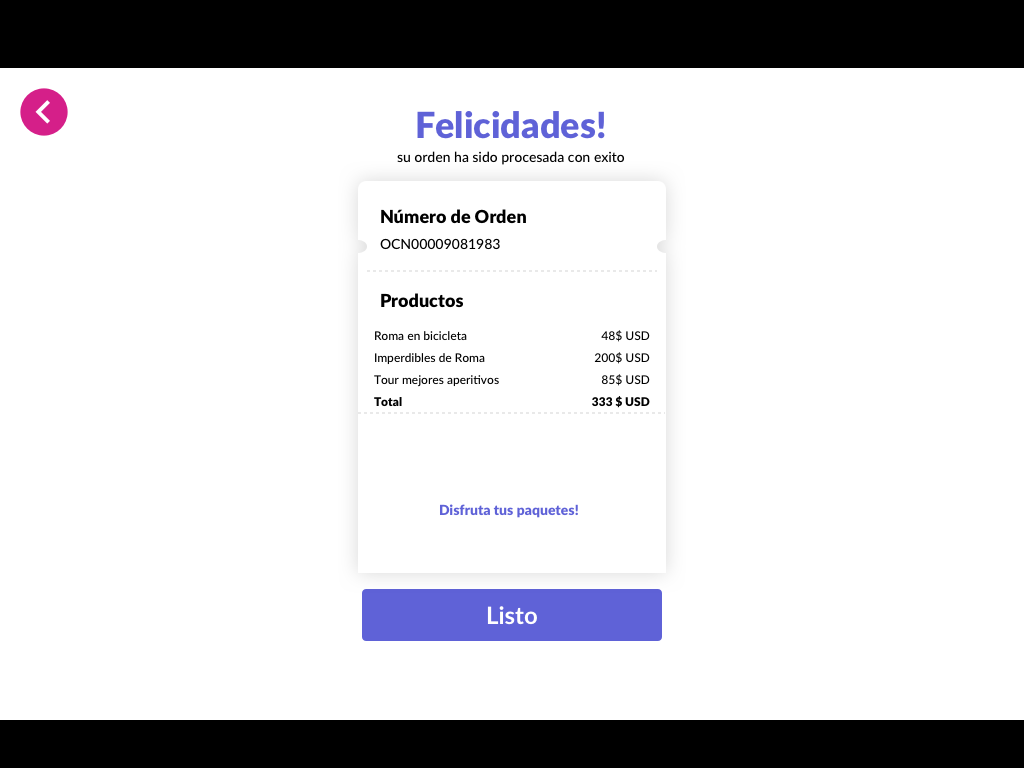 Felicidades!
su orden ha sido procesada con exito
Número de Orden
OCN00009081983
Productos
Roma en bicicleta 48$ USD
Imperdibles de Roma 200$ USD
Tour mejores aperitivos 85$ USD
Total 333 $ USD
Disfruta tus paquetes!
Listo